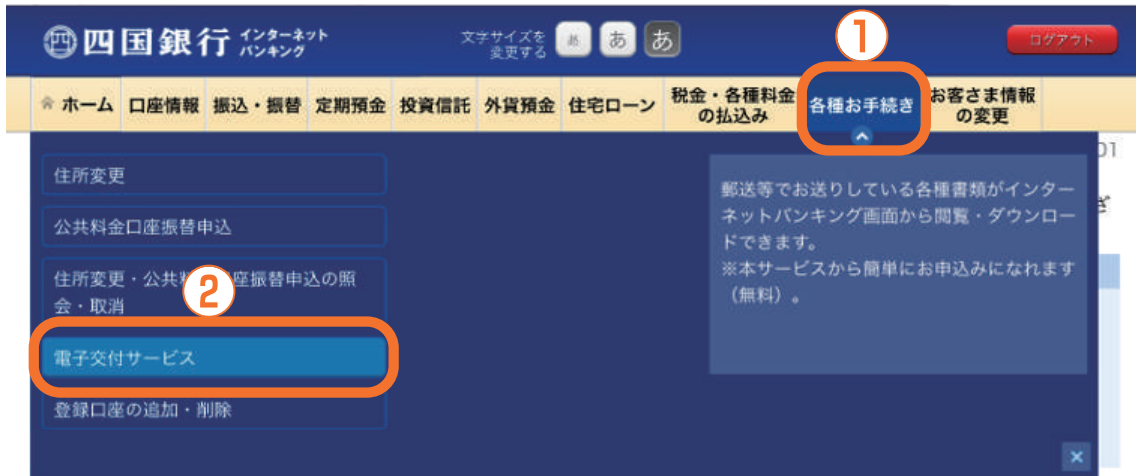 四国銀行 インターネット
バンキング
文字サイズを
変更する
あ あ あ
①
ログアウト
ホーム 口座情報 振込・振替 定期預金 投資信託 外貨預金 住宅ローン 税金・各種料金
の払込み 各種お手続き お客さま情報
の変更
01
住所変更
公共料金口座振替申込
住所変更・公共 座振替申込の照
会・取消
②
電子交付サービス
登録口座の追加・削除
郵送等でお送りしている各種書類がインター
ネットバンキング画面から閲覧・ダウンロー
ドできます。
※本サービスから簡単にお申込みになれます
（無料）。
ざ
×